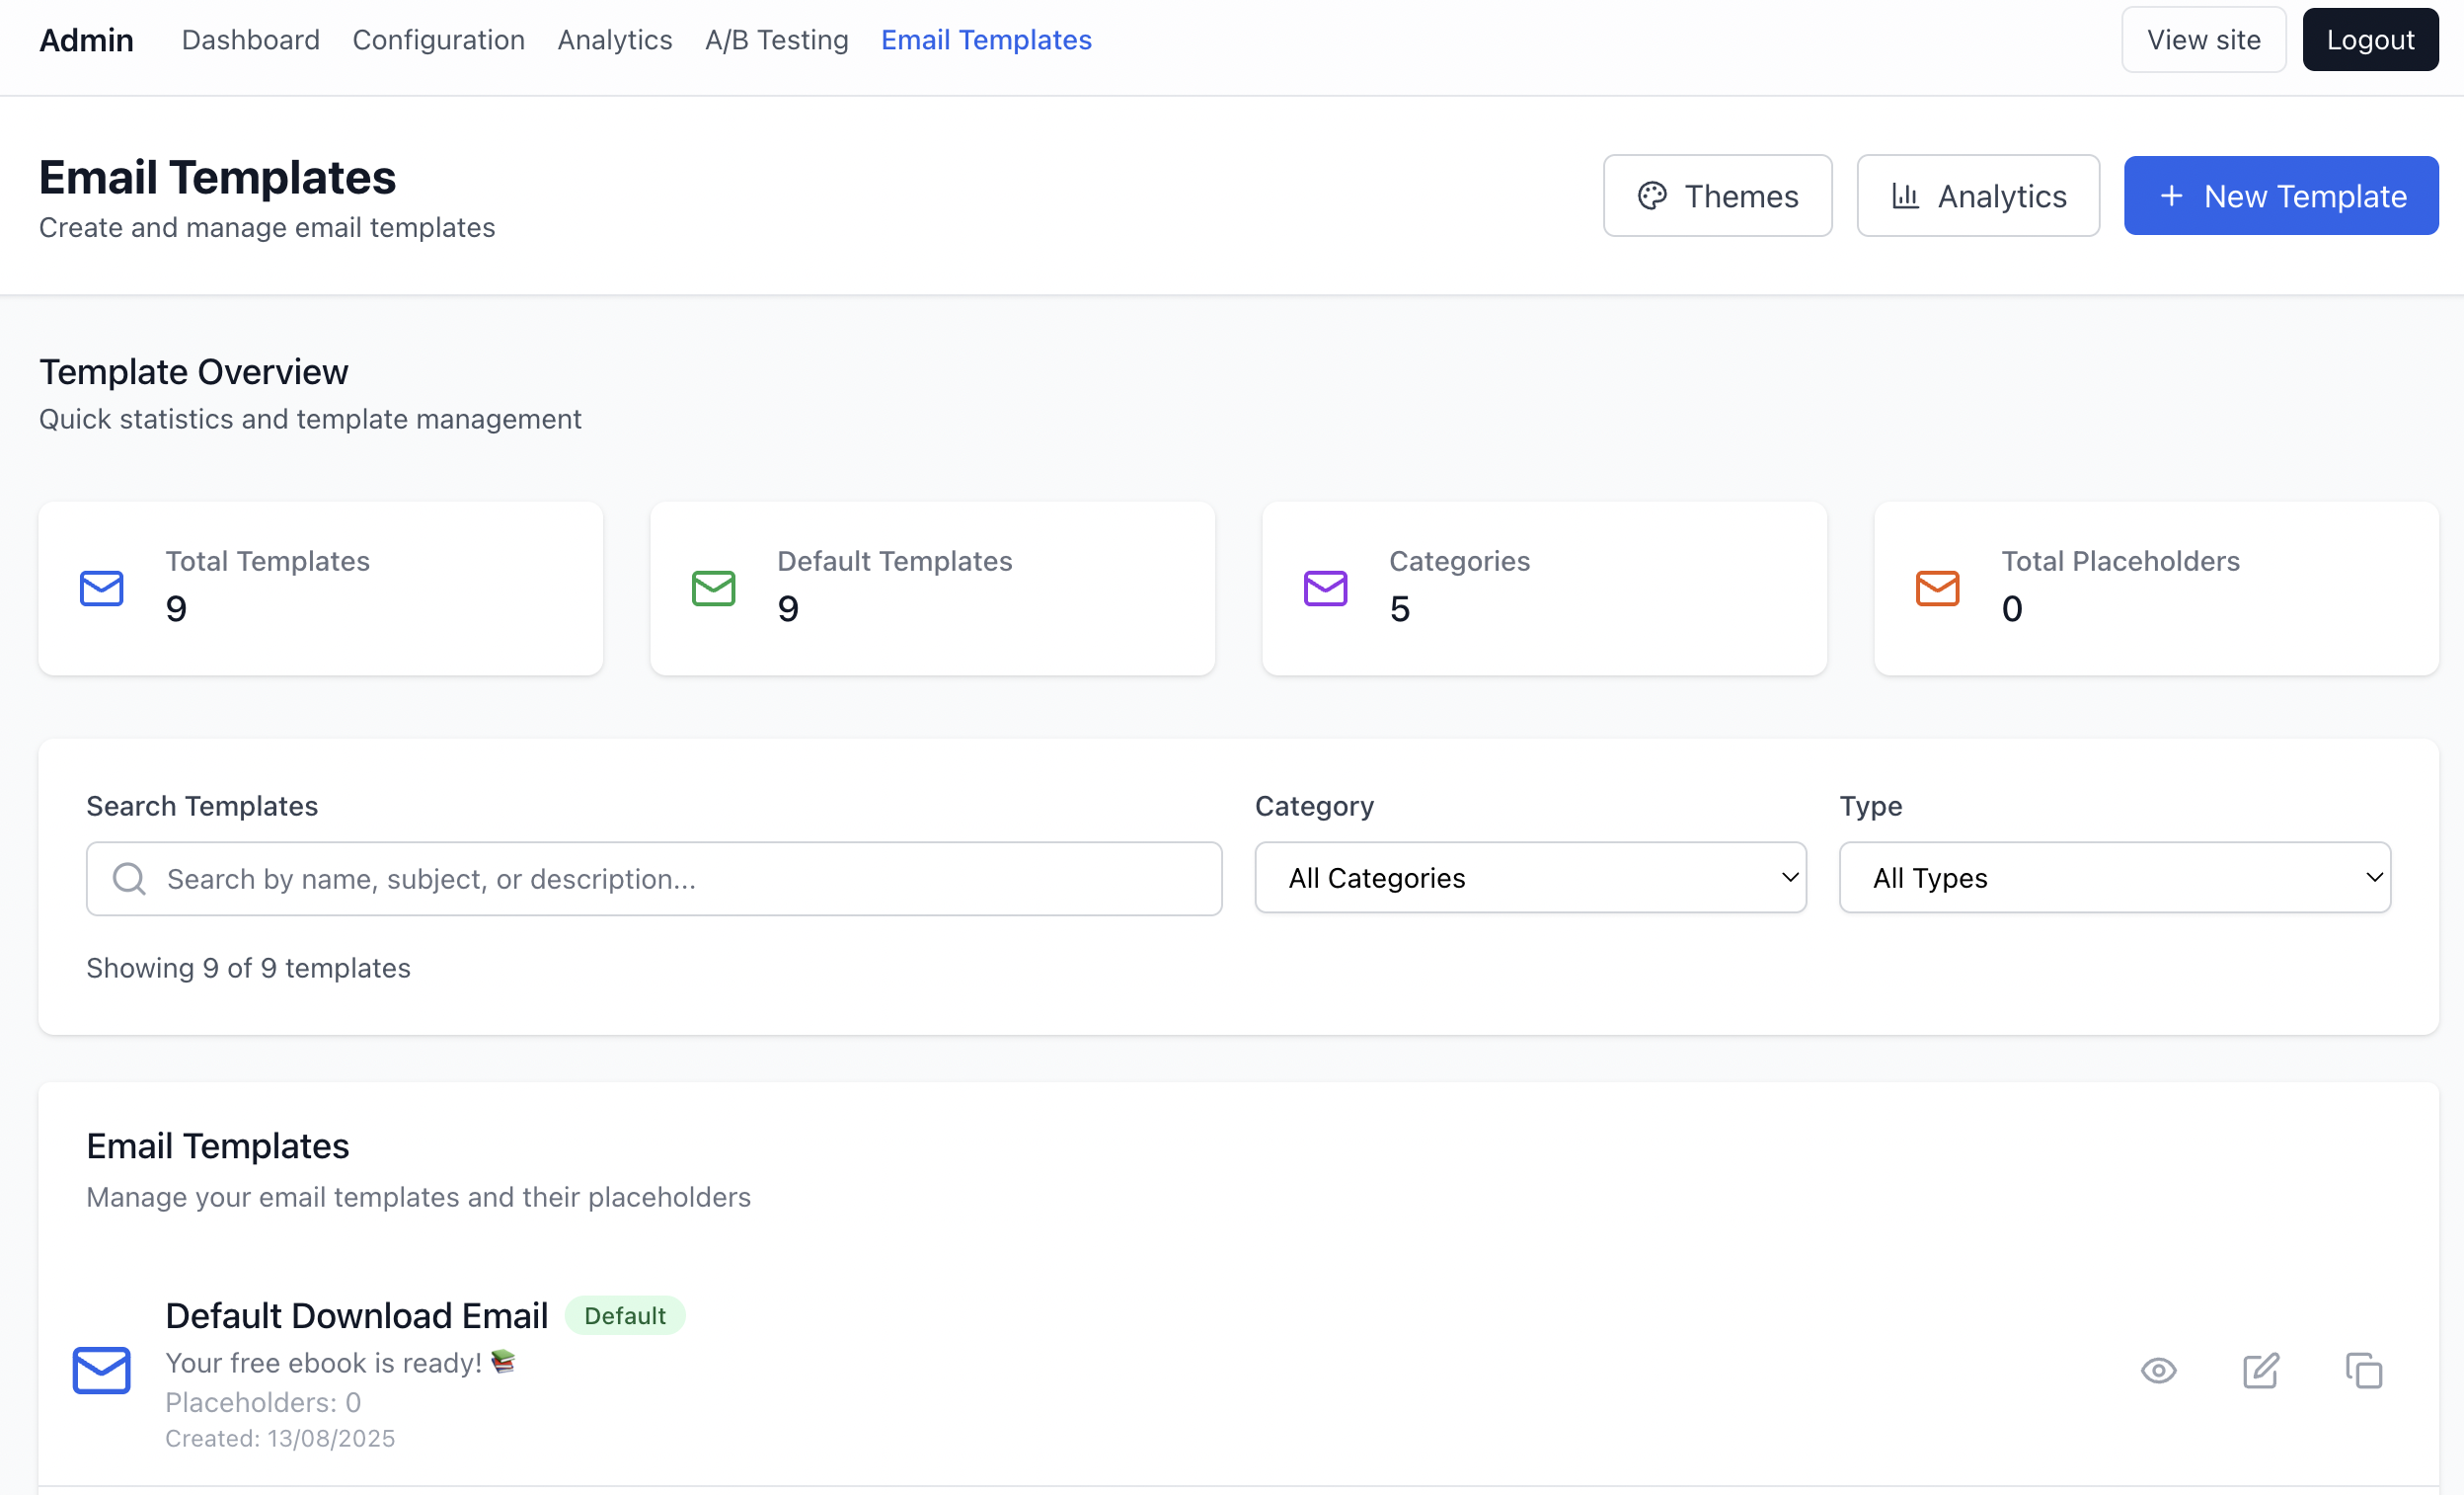 Admin Dashboard Configuration Analytics A/B Testing Email Templates View site Logout
Email Templates
Create and manage email templates
Themes Analytics New Template
Template Overview
Quick statistics and template management
Total Templates
9
Default Templates
9
Categories
5
Total Placeholders
0
Search Templates
Search by name, subject, or description...
Category
All Categories
Type
All Types
Showing 9 of 9 templates
Email Templates
Manage your email templates and their placeholders
Default Download Email Default
Your free ebook is ready! 📚
Placeholders: 0
Created: 13/08/2025